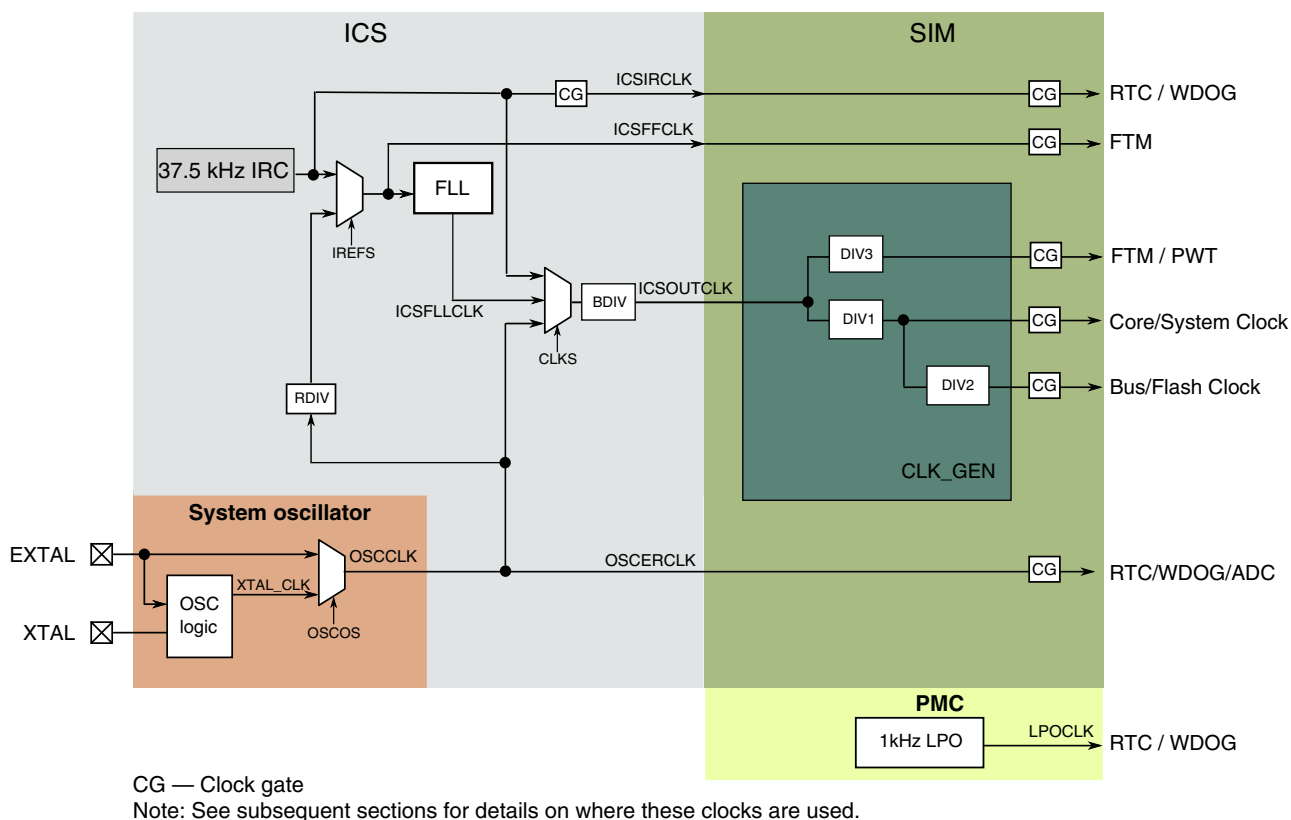 ICS
SIM
ICSIRCLK
CG
CG
RTC / WDOG
ICSFFCLK
CG
FTM
37.5 kHz IRC
FLL
IREFS
DIV3
CG
FTM / PWT
ICSFLLCLK
BDIV
ICSOUTCLK
DIV1
CG
Core/System Clock
CLKS
RDIV
DIV2
CG
Bus/Flash Clock
CLK_GEN
System oscillator
EXTAL
OSCCLK
OSCERCLK
CG
RTC/WDOG/ADC
XTAL_CLK
OSC
logic
XTAL
OSCOS
PMC
1kHz LPO
LPOCLK
RTC / WDOG
CG — Clock gate
Note: See subsequent sections for details on where these clocks are used.